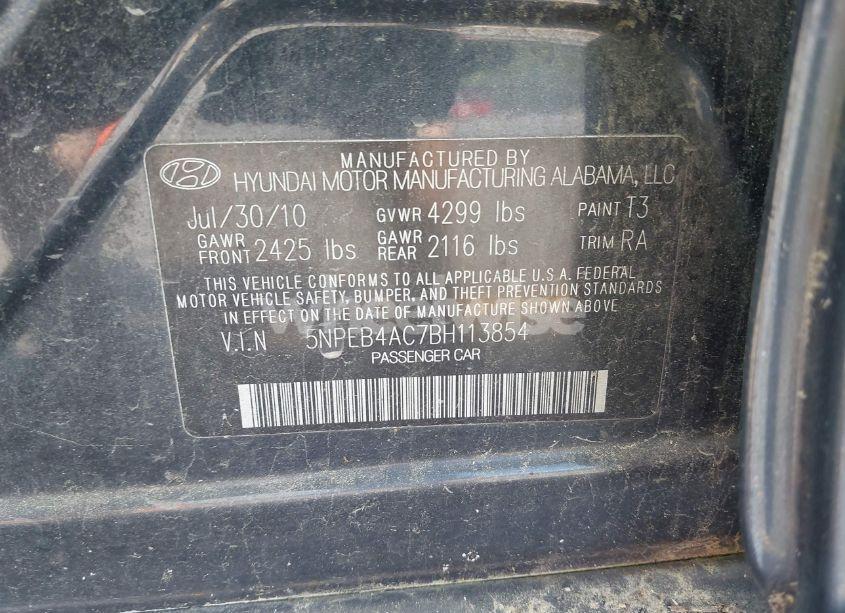 MANUFACTURED BY
HYUNDAI MOTOR MANUFACTURING ALABAMA, LLC
Jul/30/10 GVWR 4299 lbs PAINT T3
GAWR FRONT 2425 lbs GAWR REAR 2116 lbs TRIM RA
THIS VEHICLE CONFORMS TO ALL APPLICABLE U.S.A. FEDERAL
MOTOR VEHICLE SAFETY, BUMPER, AND THEFT PREVENTION STANDARDS
IN EFFECT ON THE DATE OF MANUFACTURE SHOWN ABOVE
V.I.N 5NPEB4AC7BH113854
PASSENGER CAR